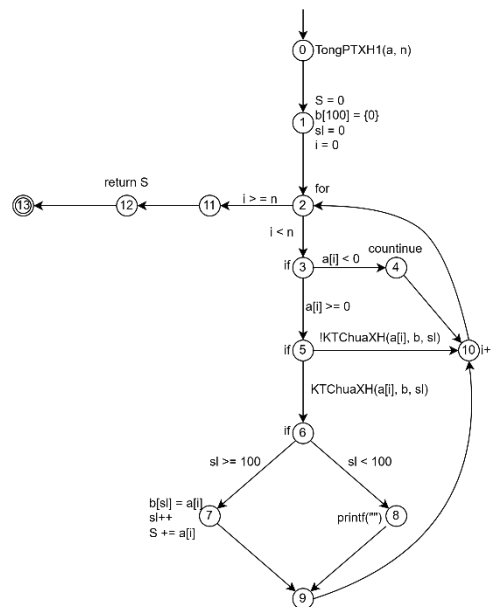 0 TongPTXH1(a, n)
S = 0
b[100] = {0}
1
sl = 0
i = 0
return S
for
13
12
11
i >= n
2
i < n
countinue
if
3
a[i] < 0
4
a[i] >= 0
if
5
!KTChuaXH(a[i], b, sl)
10
i+
KTChuaXH(a[i], b, sl)
if
6
sl >= 100
sl < 100
b[sl] = a[i]
sl++
7
printf("")
8
S += a[i]
9